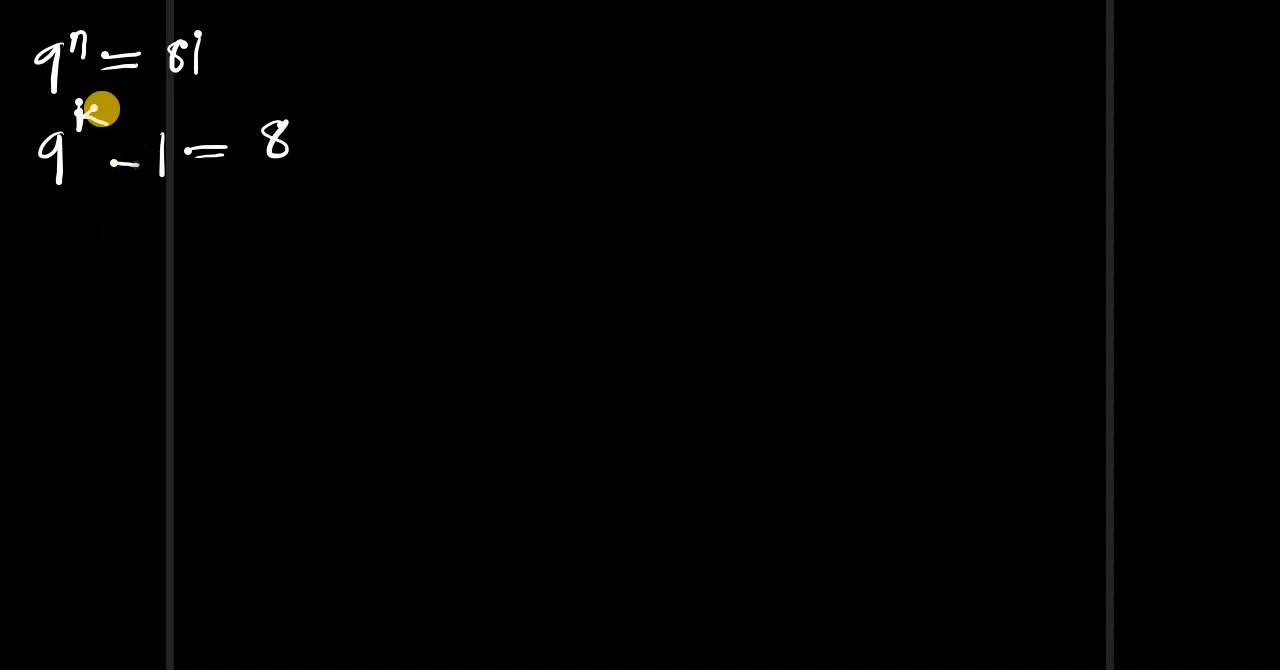 9ⁿ = 81
9ᵏ - 1 = 8